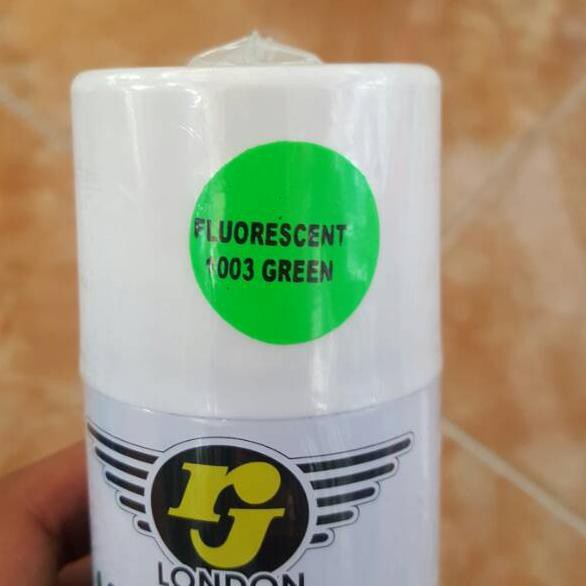 FLUORESCENT
1003 GREEN
rj
LONDON